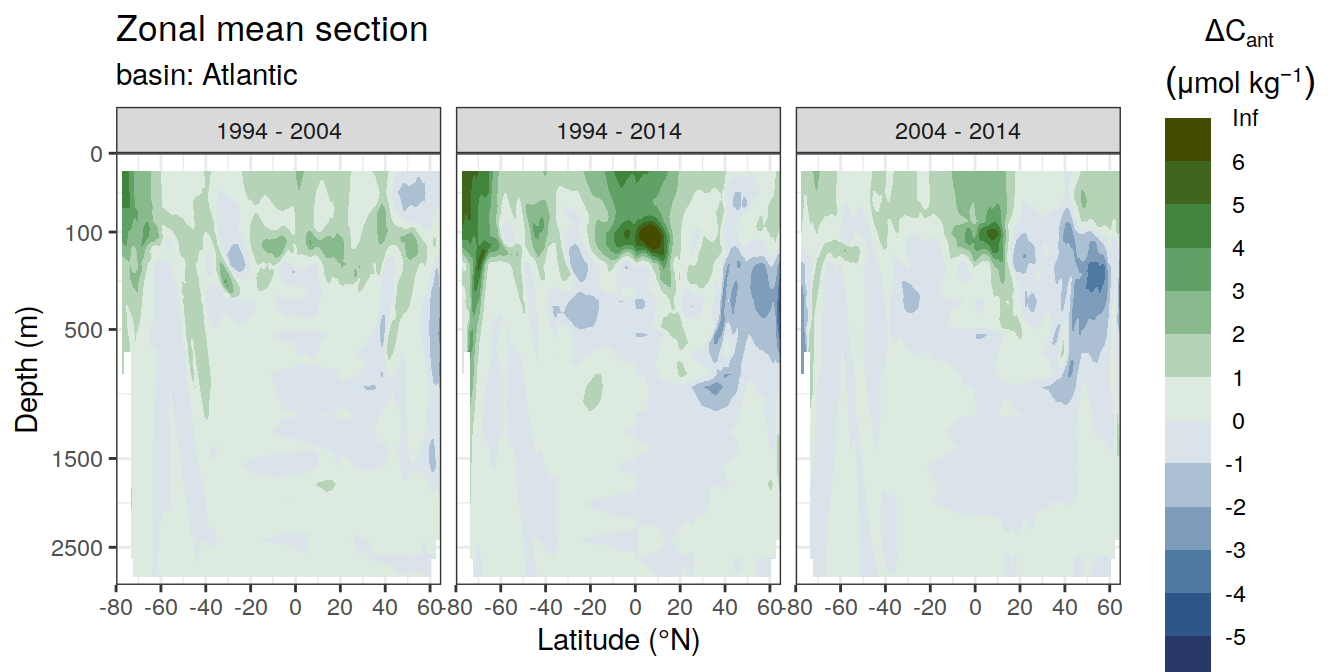 Zonal mean section
basin: Atlantic
1994 - 2004
1994 - 2014
2004 - 2014
Depth (m)
0
100
500
1500
2500
-80 -60 -40 -20 0 20 40 60
-80 -60 -40 -20 0 20 40 60
-80 -60 -40 -20 0 20 40 60
Latitude (°N)
ΔCant
(μmol kg⁻¹)
Inf
6
5
4
3
2
1
0
-1
-2
-3
-4
-5